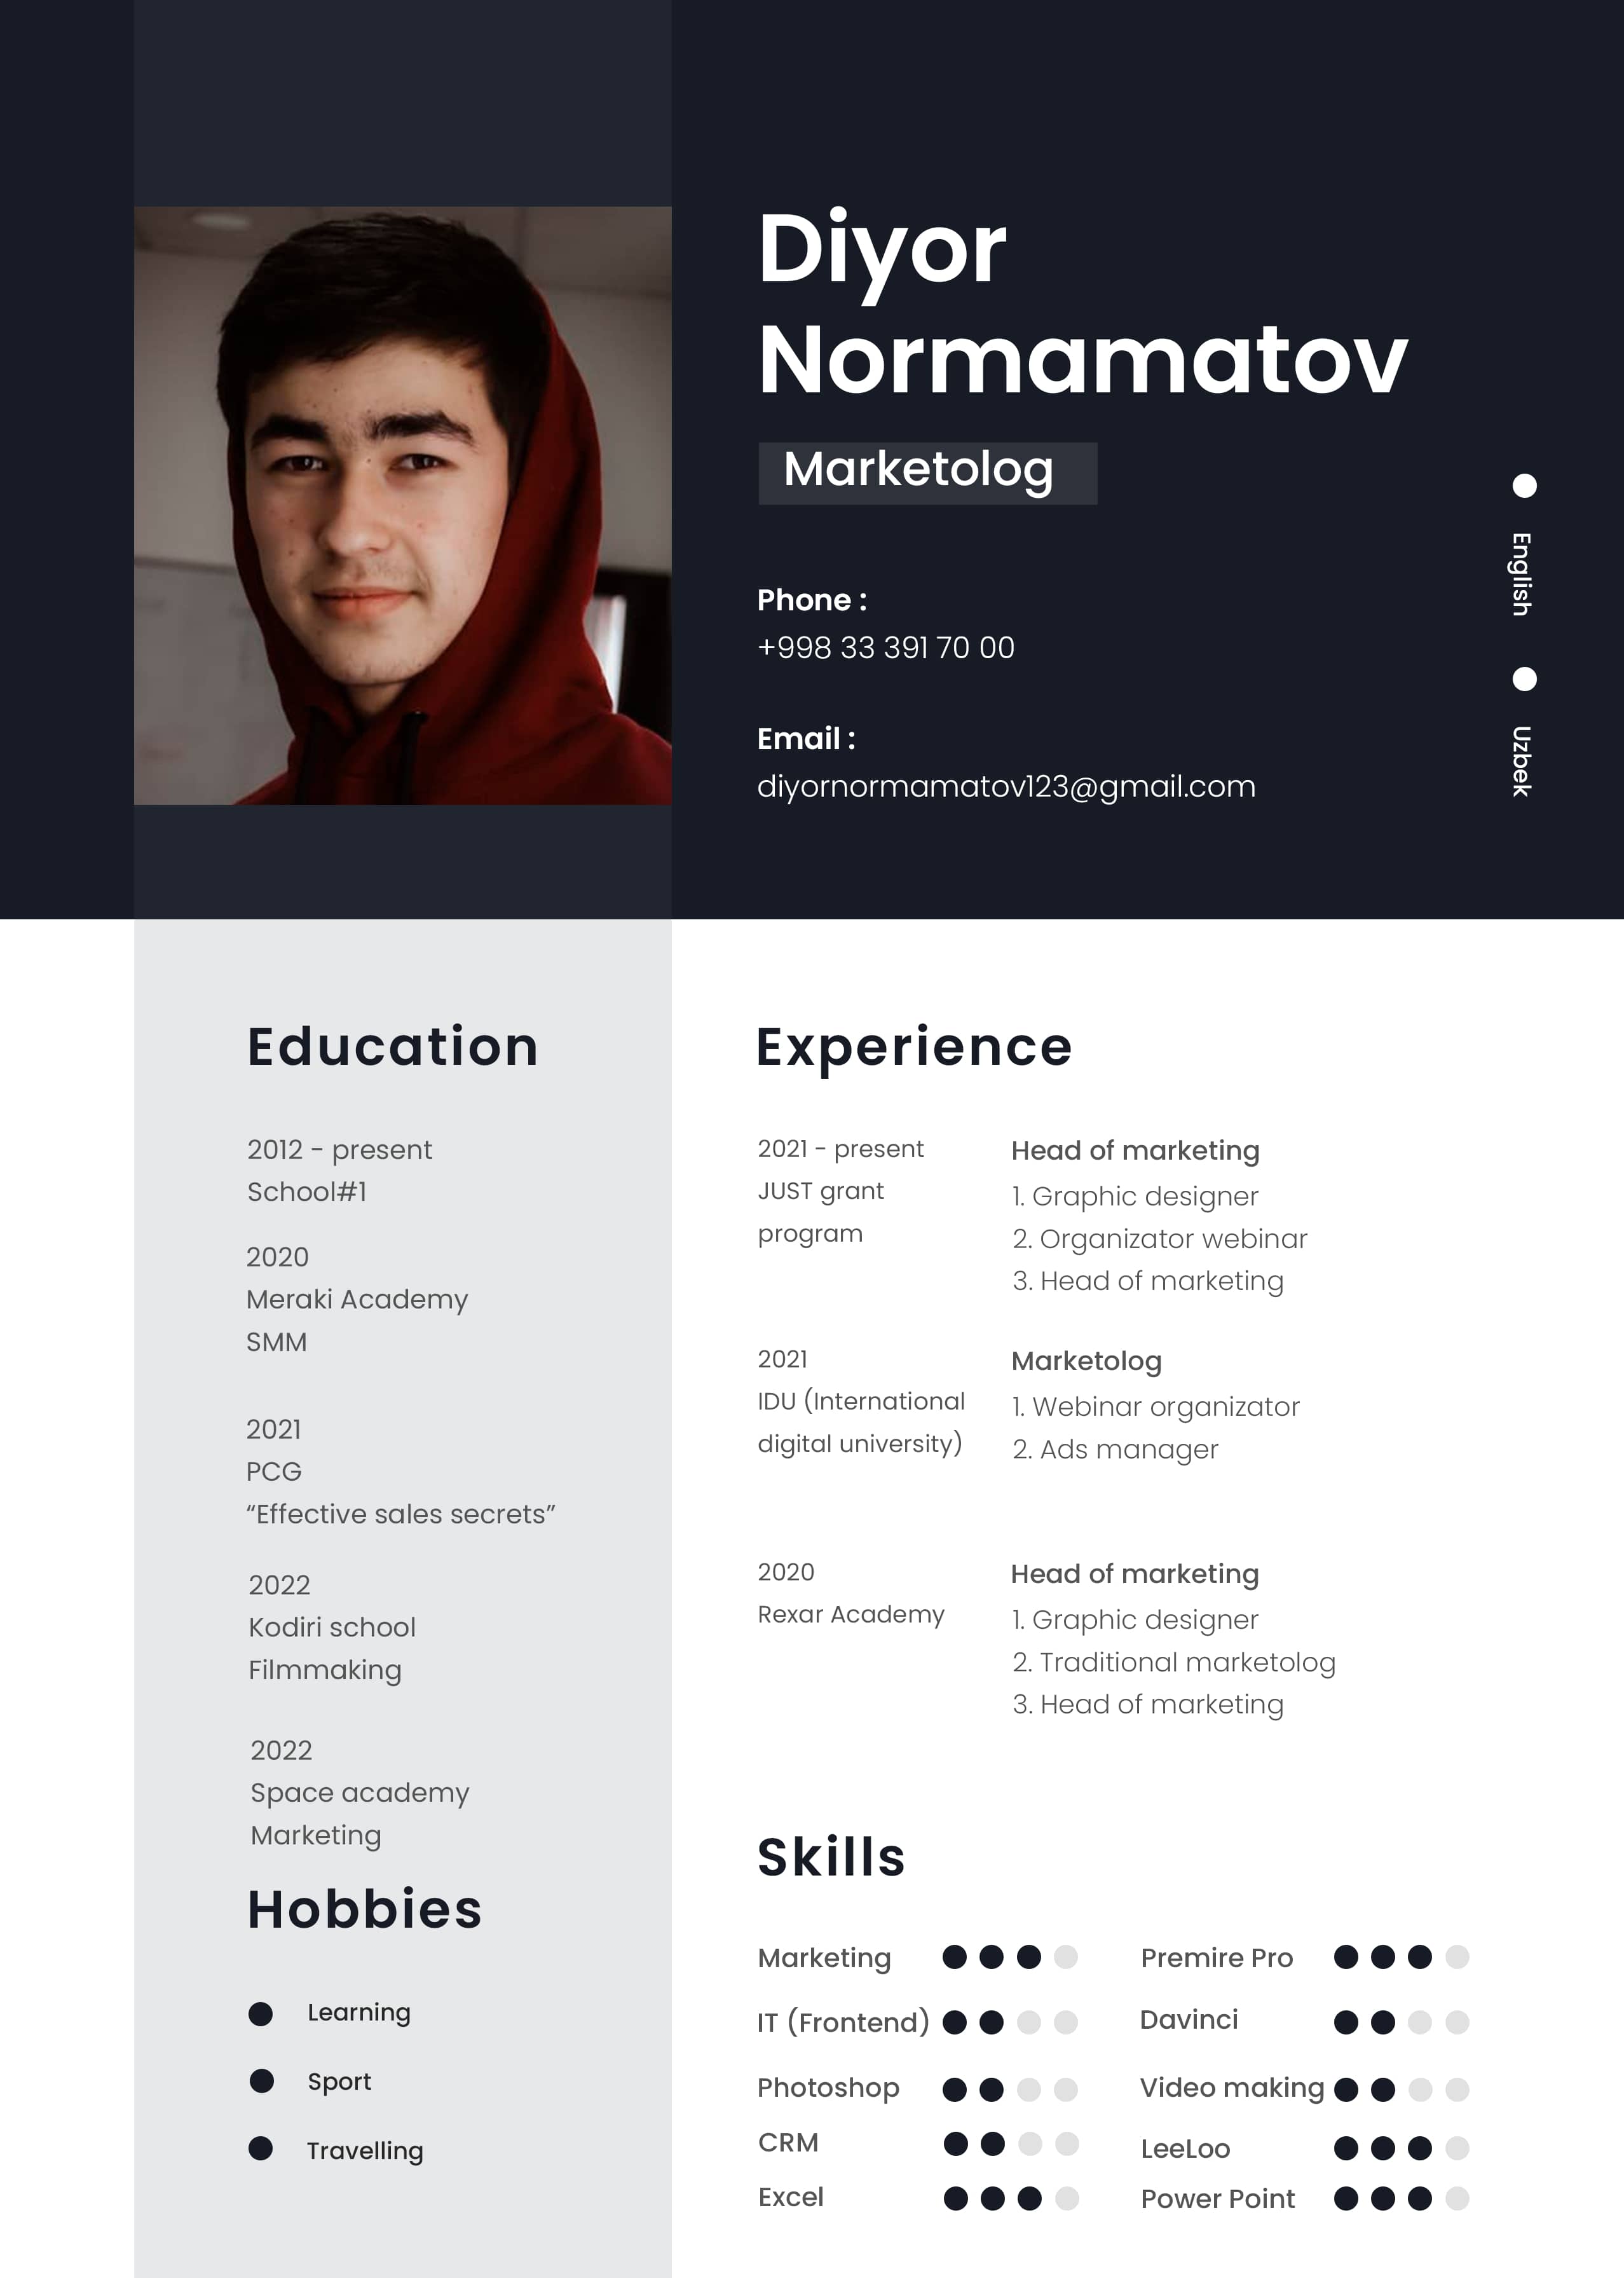 Diyor
Normamatov
Marketolog
Phone :
+998 33 391 70 00
Email :
diyornormamatov123@gmail.com
English
Uzbek
Education
2012 - present
School#1
2020
Meraki Academy
SMM
2021
PCG
“Effective sales secrets”
2022
Kodiri school
Filmmaking
2022
Space academy
Marketing
Hobbies
Learning
Sport
Travelling
Experience
2021 - present
JUST grant
program
Head of marketing
1. Graphic designer
2. Organizator webinar
3. Head of marketing
2021
IDU (International
digital university)
Marketolog
1. Webinar organizator
2. Ads manager
2020
Rexar Academy
Head of marketing
1. Graphic designer
2. Traditional marketolog
3. Head of marketing
Skills
Marketing
IT (Frontend)
Photoshop
CRM
Excel
Premire Pro
Davinci
Video making
LeeLoo
Power Point